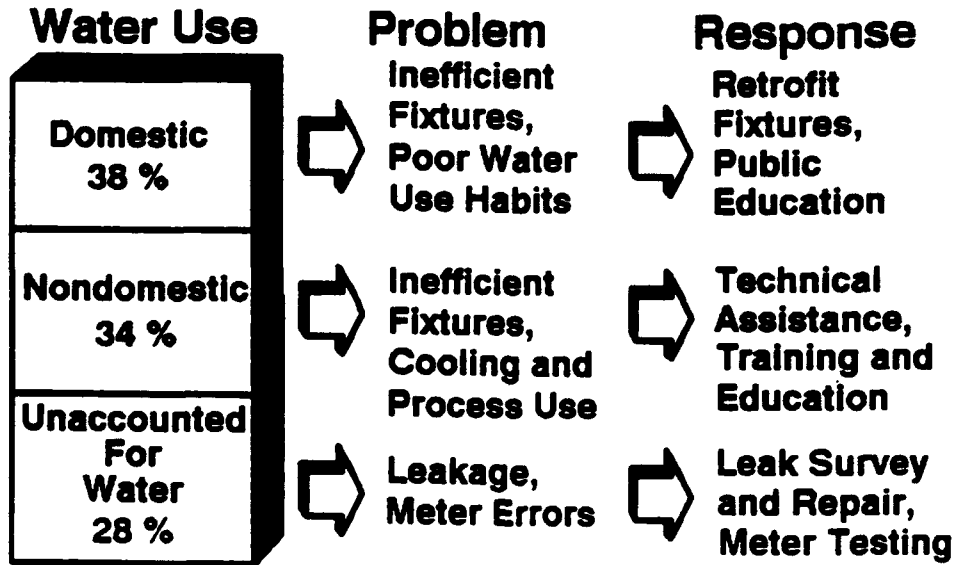 Water Use
Problem
Response
Domestic
38 %
Inefficient
Fixtures,
Poor Water
Use Habits
Retrofit
Fixtures,
Public
Education
Nondomestic
34 %
Inefficient
Fixtures,
Cooling and
Process Use
Technical
Assistance,
Training and
Education
Unaccounted
For
Water
28 %
Leakage,
Meter Errors
Leak Survey
and Repair,
Meter Testing